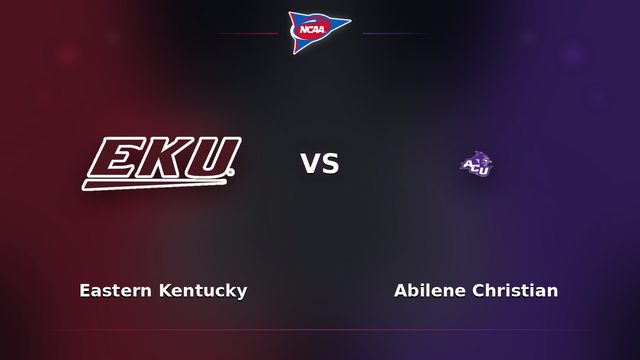 NCAA
EKU
VS
ACU
Eastern Kentucky
Abilene Christian